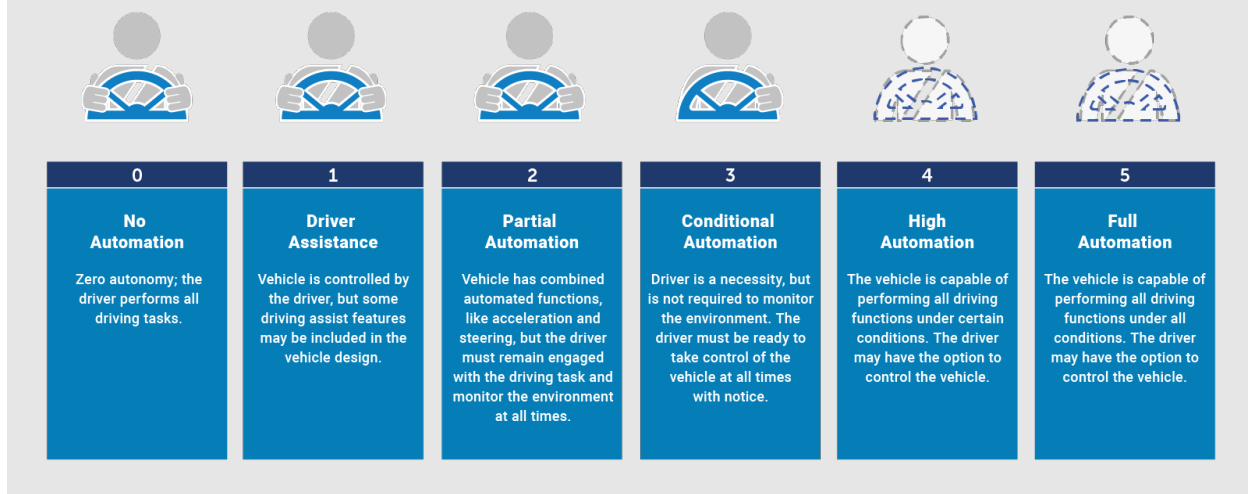 0
No
Automation
Zero autonomy; the
driver performs all
driving tasks.
1
Driver
Assistance
Vehicle is controlled by
the driver, but some
driving assist features
may be included in the
vehicle design.
2
Partial
Automation
Vehicle has combined
automated functions,
like acceleration and
steering, but the driver
must remain engaged
with the driving task and
monitor the environment
at all times.
3
Conditional
Automation
Driver is a necessity, but
is not required to monitor
the environment. The
driver must be ready to
take control of the
vehicle at all times
with notice.
4
High
Automation
The vehicle is capable of
performing all driving
functions under certain
conditions. The driver
may have the option to
control the vehicle.
5
Full
Automation
The vehicle is capable of
performing all driving
functions under all
conditions. The driver
may have the option to
control the vehicle.